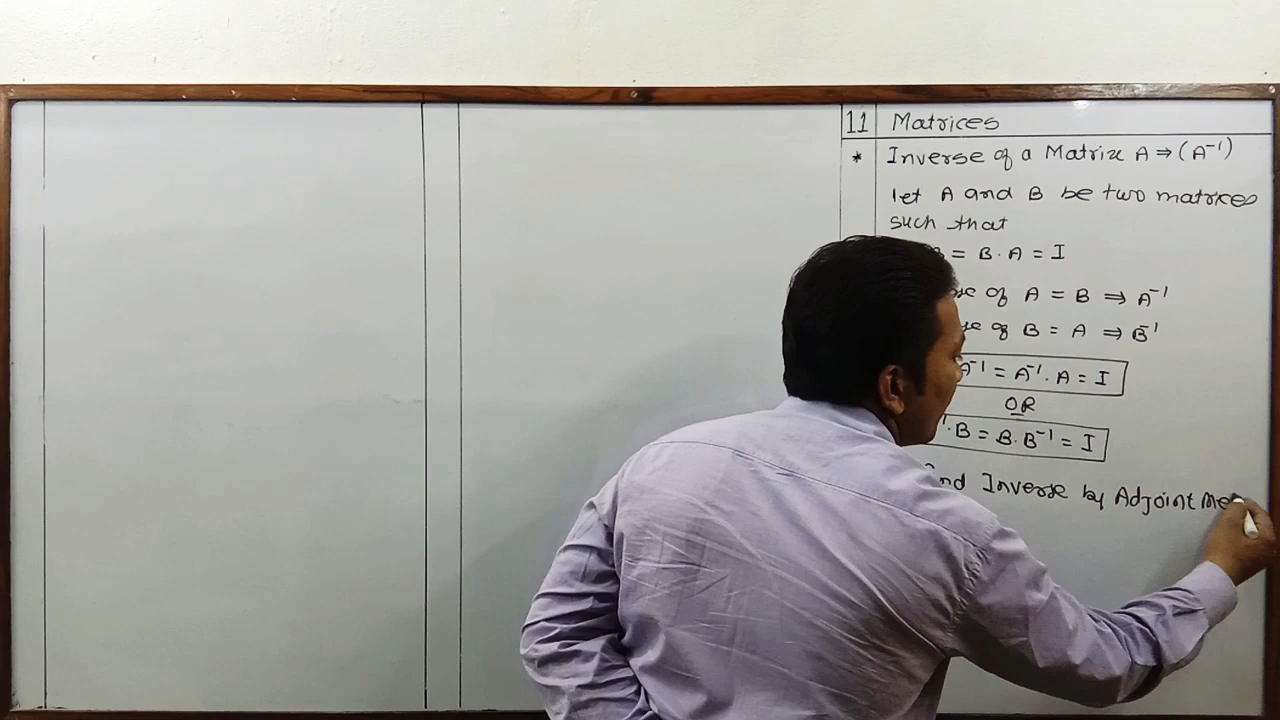 11 Matrices
* Inverse of a Matrix A ⇒ (A⁻¹)
let A and B be two matrices
such that
B = B · A = I
of A = B ⇒ A⁻¹
of B = A ⇒ B⁻¹
A⁻¹ = A⁻¹ · A = I
OR
· B = B · B⁻¹ = I
Inverse by Adjoint Me